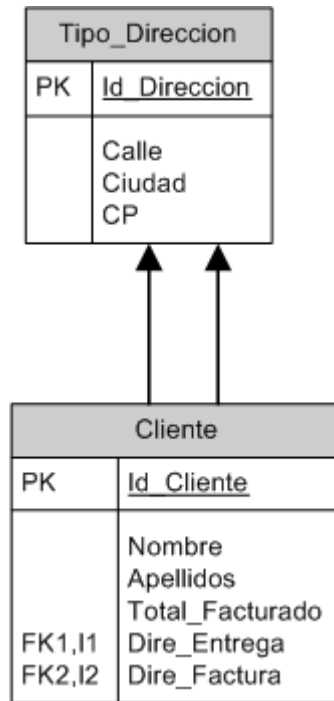 Tipo_Direccion
PK Id_Direccion
Calle
Ciudad
CP
Cliente
PK Id_Cliente
Nombre
Apellidos
Total_Facturado
FK1,I1 Dire_Entrega
FK2,I2 Dire_Factura